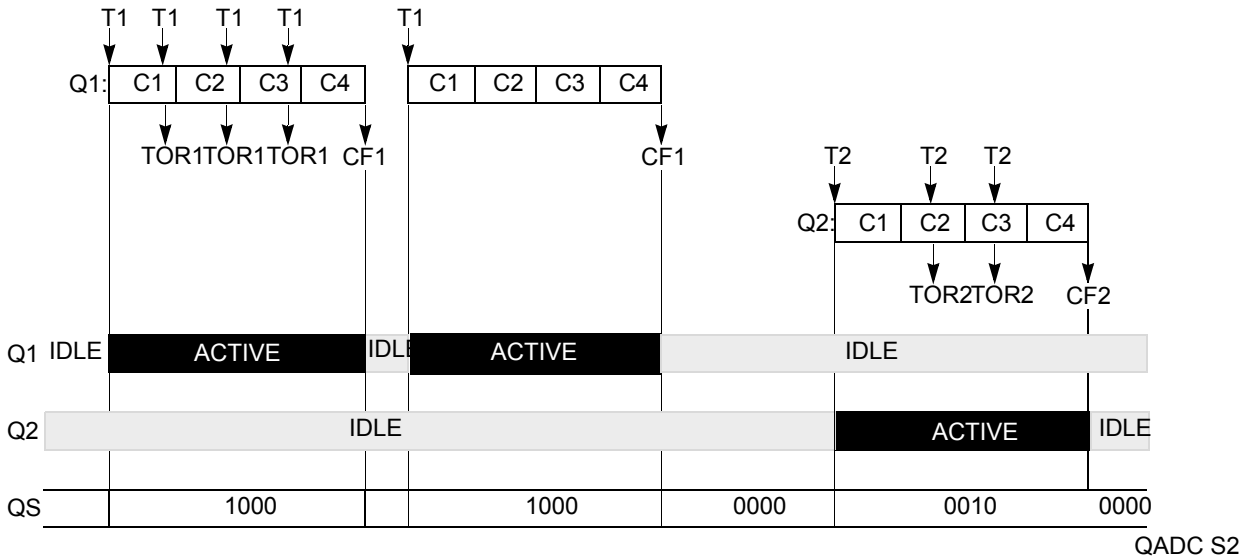 T1 T1 T1 T1 T1
Q1: C1 C2 C3 C4 C1 C2 C3 C4
TOR1TOR1TOR1 CF1 CF1
T2 T2 T2
Q2: C1 C2 C3 C4
TOR2TOR2 CF2
Q1 IDLE ACTIVE IDLE ACTIVE IDLE
Q2 IDLE ACTIVE IDLE
QS 1000 1000 0000 0010 0000
QADC S2